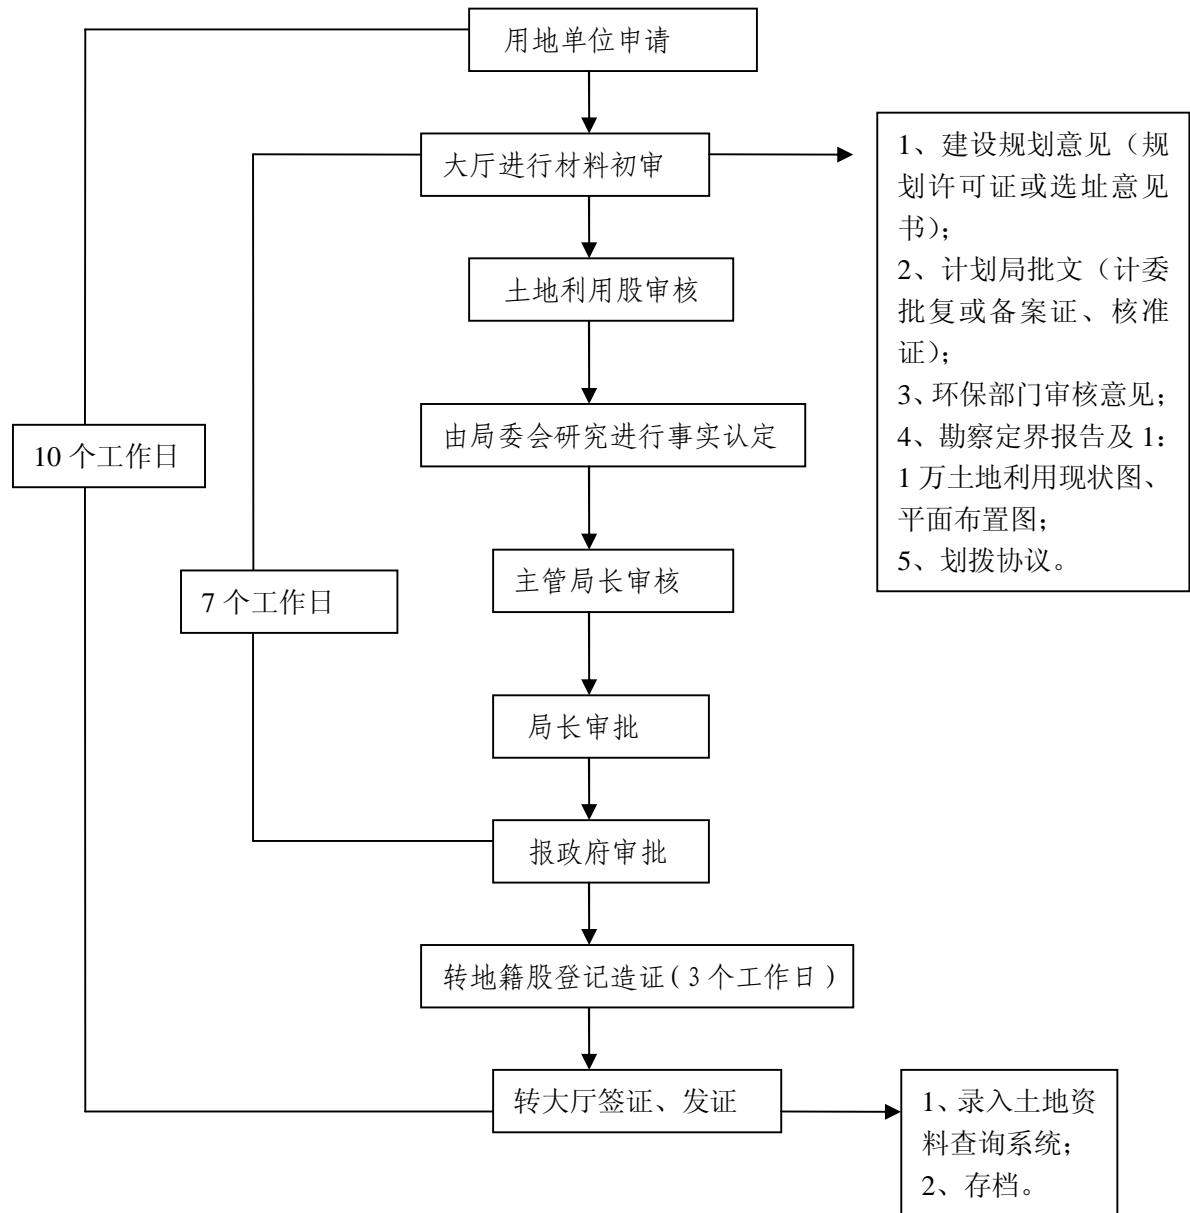 用地单位申请
大厅进行材料初审
1、建设规划意见（规
划许可证或选址意见
书）；
2、计划局批文（计委
批复或备案证、核准
证）；
3、环保部门审核意见；
4、勘察定界报告及 1：
1 万土地利用现状图、
平面布置图；
5、划拨协议。
土地利用股审核
由局委会研究进行事实认定
10 个工作日
主管局长审核
7 个工作日
局长审批
报政府审批
转地籍股登记造证（3 个工作日）
转大厅签证、发证
1、录入土地资
料查询系统；
2、存档。